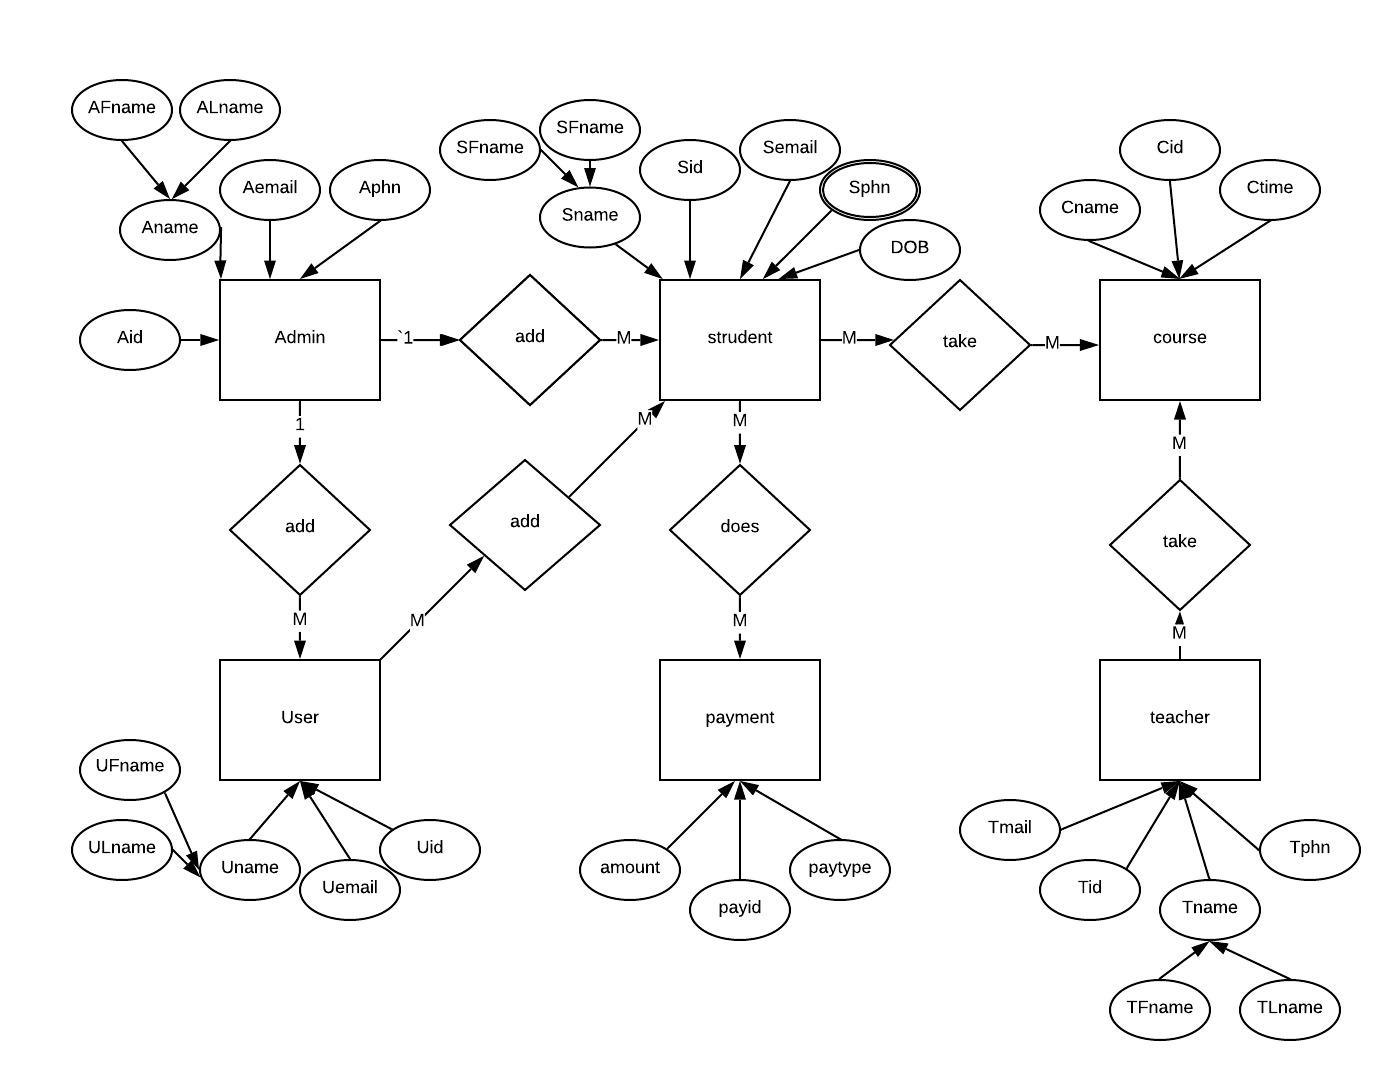 AFname
ALname
SFname
SFname
Semail
Cid
Sid
Aemail
Aphn
Sphn
Ctime
Cname
Aname
Sname
DOB
Aid
Admin
`1
add
M
strudent
M
take
M
course
1
M
M
M
add
add
does
take
M
M
M
M
User
payment
teacher
UFname
ULname
Uname
Uemail
Uid
amount
payid
paytype
Tmail
Tid
Tname
Tphn
TFname
TLname